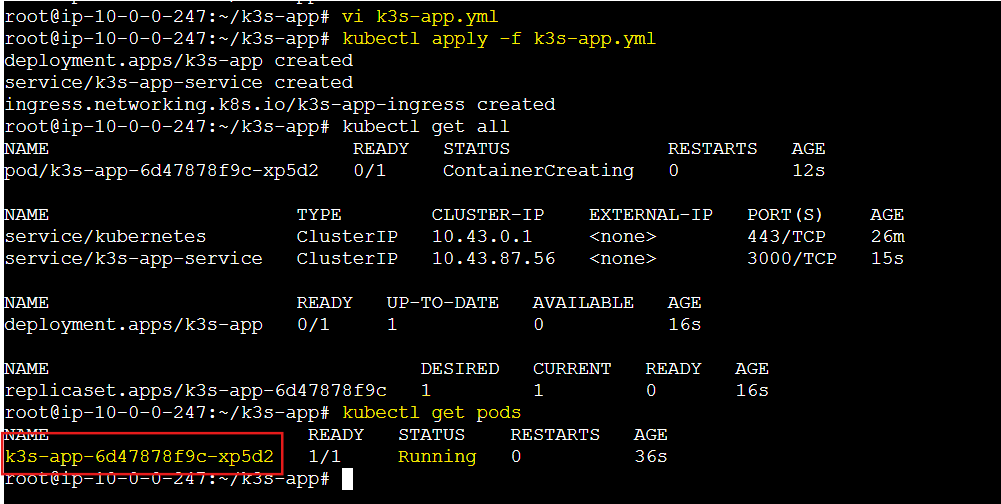 root@ip-10-0-0-247:~/k3s-app# vi k3s-app.yml
root@ip-10-0-0-247:~/k3s-app# kubectl apply -f k3s-app.yml
deployment.apps/k3s-app created
service/k3s-app-service created
ingress.networking.k8s.io/k3s-app-ingress created
root@ip-10-0-0-247:~/k3s-app# kubectl get all
NAME READY STATUS RESTARTS AGE
pod/k3s-app-6d47878f9c-xp5d2 0/1 ContainerCreating 0 12s
NAME TYPE CLUSTER-IP EXTERNAL-IP PORT(S) AGE
service/kubernetes ClusterIP 10.43.0.1 <none> 443/TCP 26m
service/k3s-app-service ClusterIP 10.43.87.56 <none> 3000/TCP 15s
NAME READY UP-TO-DATE AVAILABLE AGE
deployment.apps/k3s-app 0/1 1 0 16s
NAME DESIRED CURRENT READY AGE
replicaset.apps/k3s-app-6d47878f9c 1 1 0 16s
root@ip-10-0-0-247:~/k3s-app# kubectl get pods
NAME READY STATUS RESTARTS AGE
k3s-app-6d47878f9c-xp5d2 1/1 Running 0 36s
root@ip-10-0-0-247:~/k3s-app#